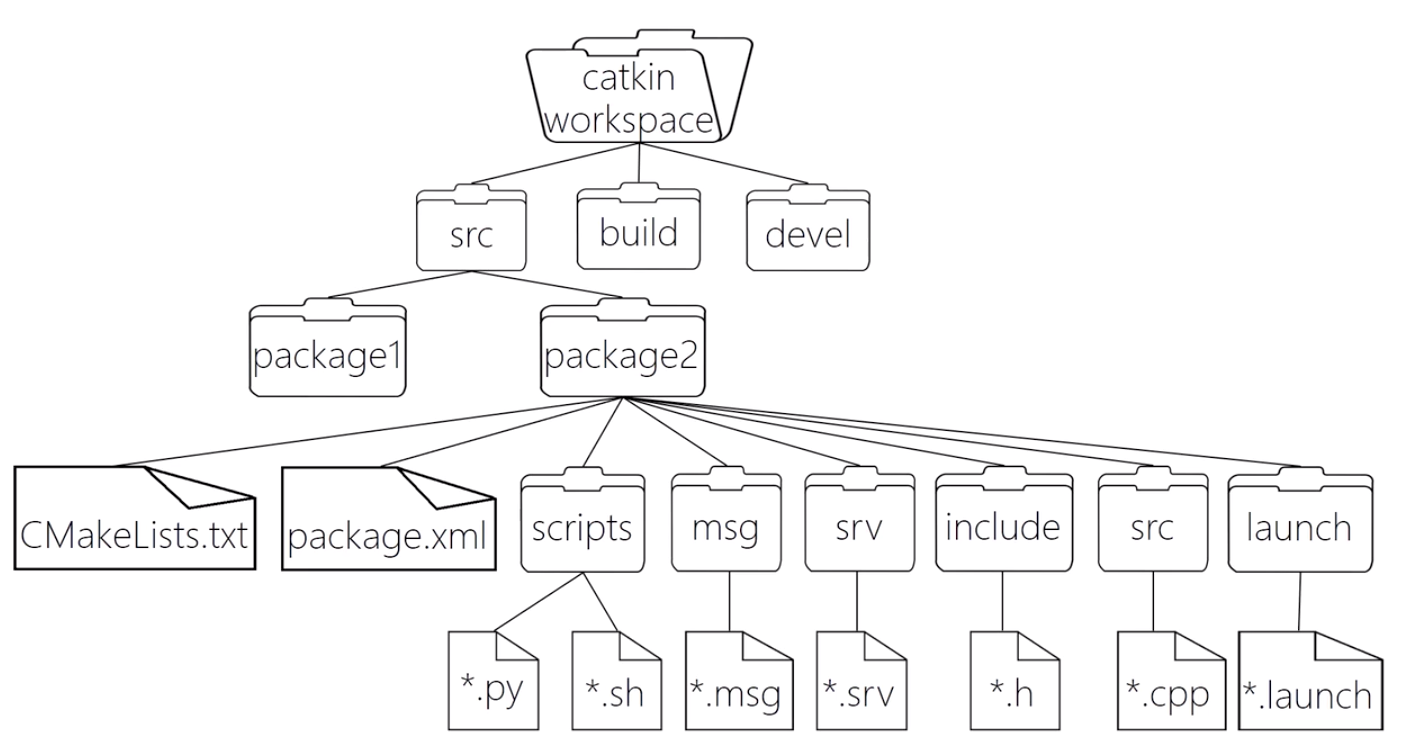 catkin
workspace
src
build
devel
package1
package2
CMakeLists.txt
package.xml
scripts
msg
srv
include
src
launch
*.py
*.sh
*.msg
*.srv
*.h
*.cpp
*.launch